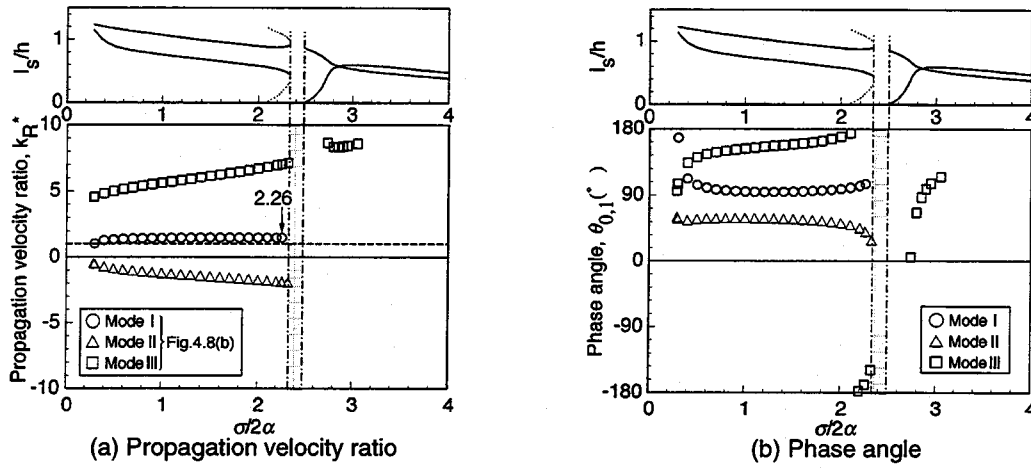 l_s/h
1
0
0 1 2 3 4
Propagation velocity ratio, k_R*
10
5
0
-5
-10
2.26
Mode I
Mode II
Mode III
Fig.4.8(b)
0 1 2 3 4
σ/2α
(a) Propagation velocity ratio
l_s/h
1
0
0 1 2 3 4
Phase angle, θ_0,1(°)
180
90
0
-90
-180
Mode I
Mode II
Mode III
0 1 2 3 4
σ/2α
(b) Phase angle